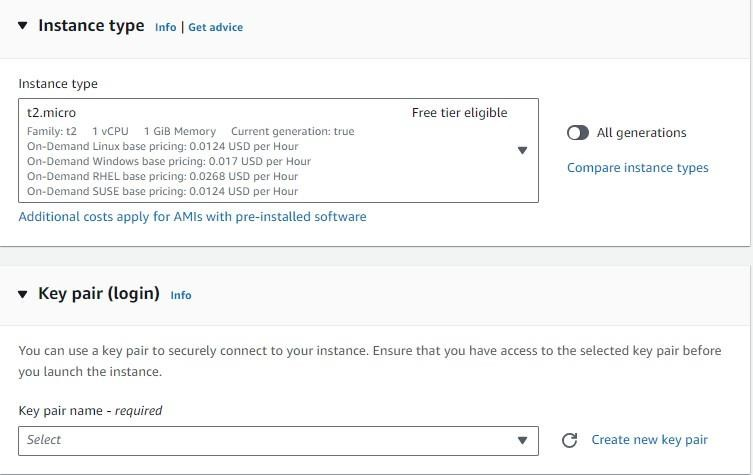 Instance type Info | Get advice
Instance type
t2.micro Free tier eligible
Family: t2 1 vCPU 1 GiB Memory Current generation: true
On-Demand Linux base pricing: 0.0124 USD per Hour
On-Demand Windows base pricing: 0.017 USD per Hour
On-Demand RHEL base pricing: 0.0268 USD per Hour
On-Demand SUSE base pricing: 0.0124 USD per Hour
All generations
Compare instance types
Additional costs apply for AMIs with pre-installed software
Key pair (login) Info
You can use a key pair to securely connect to your instance. Ensure that you have access to the selected key pair before
you launch the instance.
Key pair name - required
Select
Create new key pair